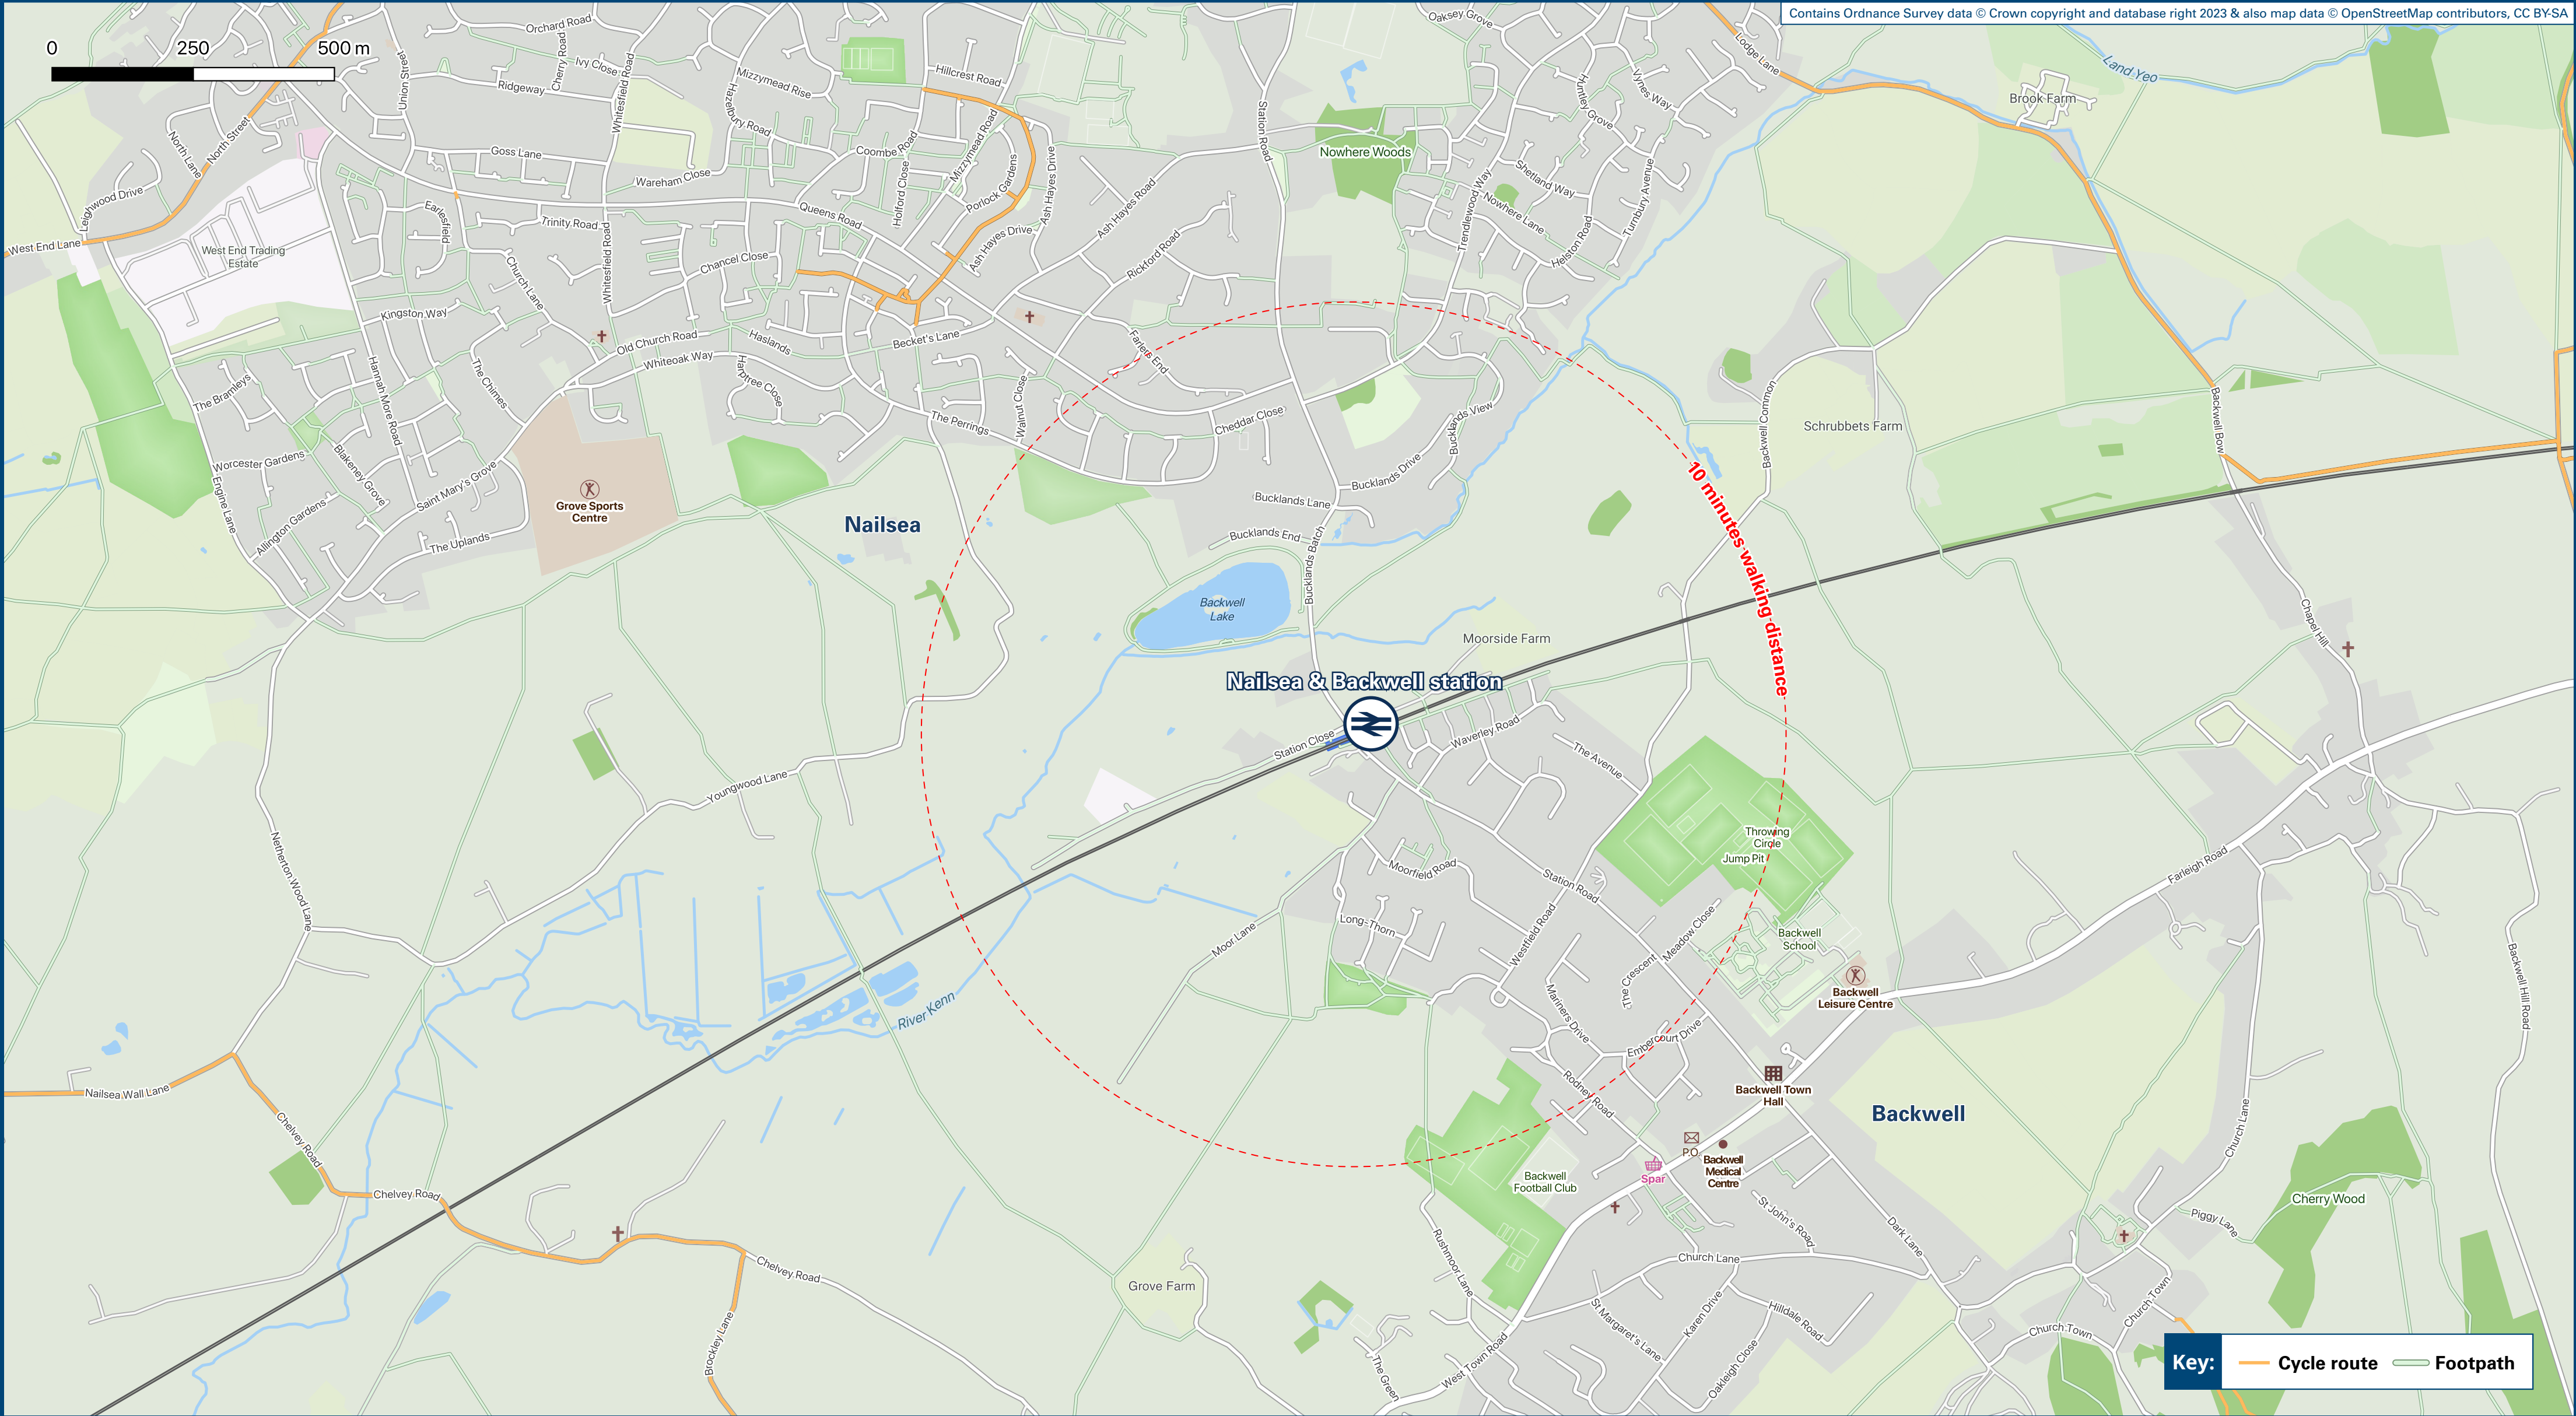 Contains Ordnance Survey data © Crown copyright and database right 2023 & also map data © OpenStreetMap contributors, CC BY-SA
0 250 500 m
Orchard Road
Cherry Road
Ivy Close
Union Street
Ridgeway
Whitesfield Road
Mizzymead Rise
Hazelbury Road
Hillcrest Road
Station Road
Oaksey Grove
Huntley Grove
Vynes Way
Lodge Lane
Land Yeo
Brook Farm
North Lane
North Street
Goss Lane
Wareham Close
Coombe Road
Mizzymead Road
Holford Close
Porlock Gardens
Ash Hayes Drive
Ash Hayes Road
Nowhere Woods
Shetland Way
Nowhere Lane
Trendlewood Way
Turnbury Avenue
Helston Road
Leighwood Drive
West End Lane
West End Trading
Estate
Earlesfield
Trinity Road
Whitesfield Road
Queens Road
Ash Hayes Drive
Rickford Road
Church Lane
Chancel Close
Kingston Way
Old Church Road
Haslands
Becket's Lane
Farleigh End
Whiteoak Way
Harptree Close
The Bramleys
Hannah More Road
The Chimes
The Perrings
Walnut Close
Cheddar Close
Bucklands View
Backwell Common
Schrubbets Farm
Backwell Bow
Worcester Gardens
Blakeney Grove
Saint Mary's Grove
Engine Lane
Allington Gardens
The Uplands
Grove Sports
Centre
Nailsea
Bucklands Drive
Bucklands Lane
Bucklands End
Bucklands Batch
10 minutes walking distance
Backwell
Lake
Moorside Farm
Chapel Hill
Nailsea & Backwell station
Station Close
Waverley Road
The Avenue
Youngwood Lane
Netherton Wood Lane
Throwing
Circle
Jump Pit
Moorfield Road
Station Road
Farleigh Road
Long-Thorn
Moor Lane
Westfield Road
Meadow Close
The Crescent
Backwell
School
Backwell
Leisure Centre
Backwell Hill Road
River Kenn
Mariners Drive
Embercourt Drive
Rodney Road
Backwell Town
Hall
Backwell
Nailsea Wall Lane
Chelvey Road
Chelvey Road
P.O.
Backwell
Medical
Centre
Spar
Backwell
Football Club
Church Lane
Cherry Wood
Piggy Lane
St John's Road
Dark Lane
Rushmoor Lane
Church Lane
Chelvey Road
Grove Farm
Brockley Lane
St Margaret's Lane
Karen Drive
Hilldale Road
Oakleigh Close
West Town Road
The Green
Church Town
Church Town
Key: Cycle route Footpath